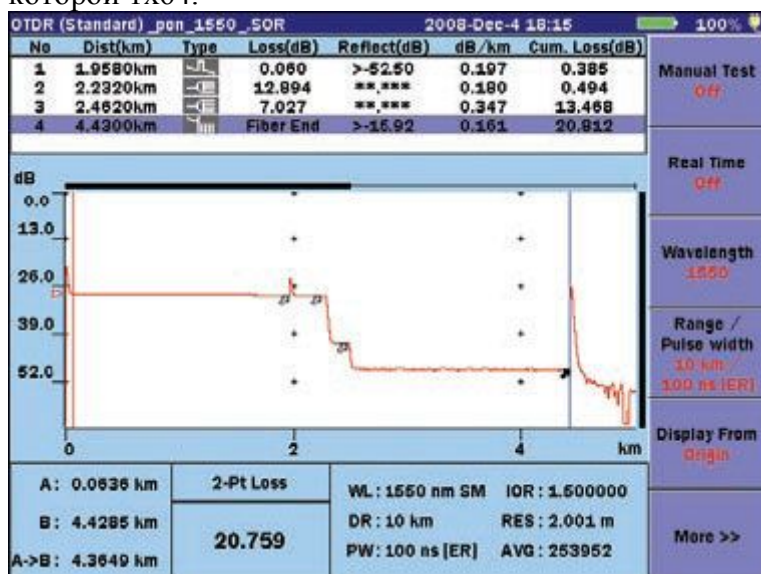 которой 1x64.
OTDR (Standard) _pon_1550_.SOR 2008-Dec-4 18:15 100%
No Dist(km) Type Loss(dB) Reflect(dB) dB/km Cum. Loss(dB)
1 1.9580km 0.060 >-52.50 0.197 0.385
2 2.2320km 12.894 **.*** 0.180 0.494
3 2.4620km 7.027 **.*** 0.347 13.468
4 4.4300km Fiber End >-15.92 0.161 20.812
Manual Test
Off
Real Time
Off
Wavelength
1550
Range /
Pulse width
10 km /
100 ns [ER]
Display From
Origin
More >>
dB
0.0
13.0
26.0
39.0
52.0
0 2 4 km
A: 0.0636 km
B: 4.4285 km
A->B: 4.3649 km
2-Pt Loss
20.759
WL: 1550 nm SM IOR: 1.500000
DR: 10 km RES: 2.001 m
PW: 100 ns [ER] AVG: 253952